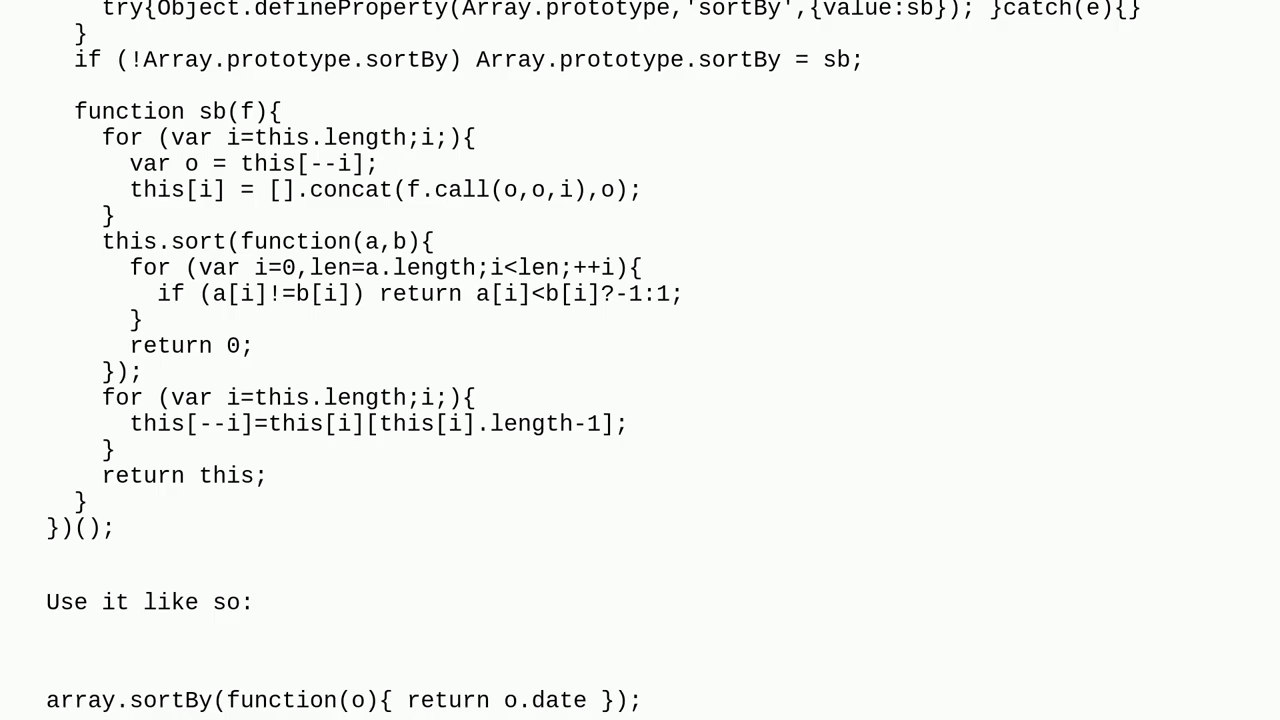 try{Object.defineProperty(Array.prototype,'sortBy',{value:sb}); }catch(e){}
}
if (!Array.prototype.sortBy) Array.prototype.sortBy = sb;
function sb(f){
for (var i=this.length;i;){
var o = this[--i];
this[i] = [].concat(f.call(o,o,i),o);
}
this.sort(function(a,b){
for (var i=0,len=a.length;i<len;++i){
if (a[i]!=b[i]) return a[i]<b[i]?-1:1;
}
return 0;
});
for (var i=this.length;i;){
this[--i]=this[i][this[i].length-1];
}
return this;
}
})();
Use it like so:
array.sortBy(function(o){ return o.date });